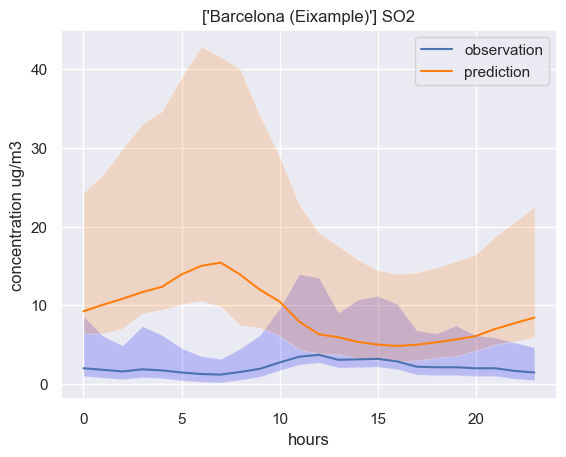 ['Barcelona (Eixample)'] SO2
observation
prediction
concentration ug/m3
40
30
20
10
0
0 5 10 15 20
hours